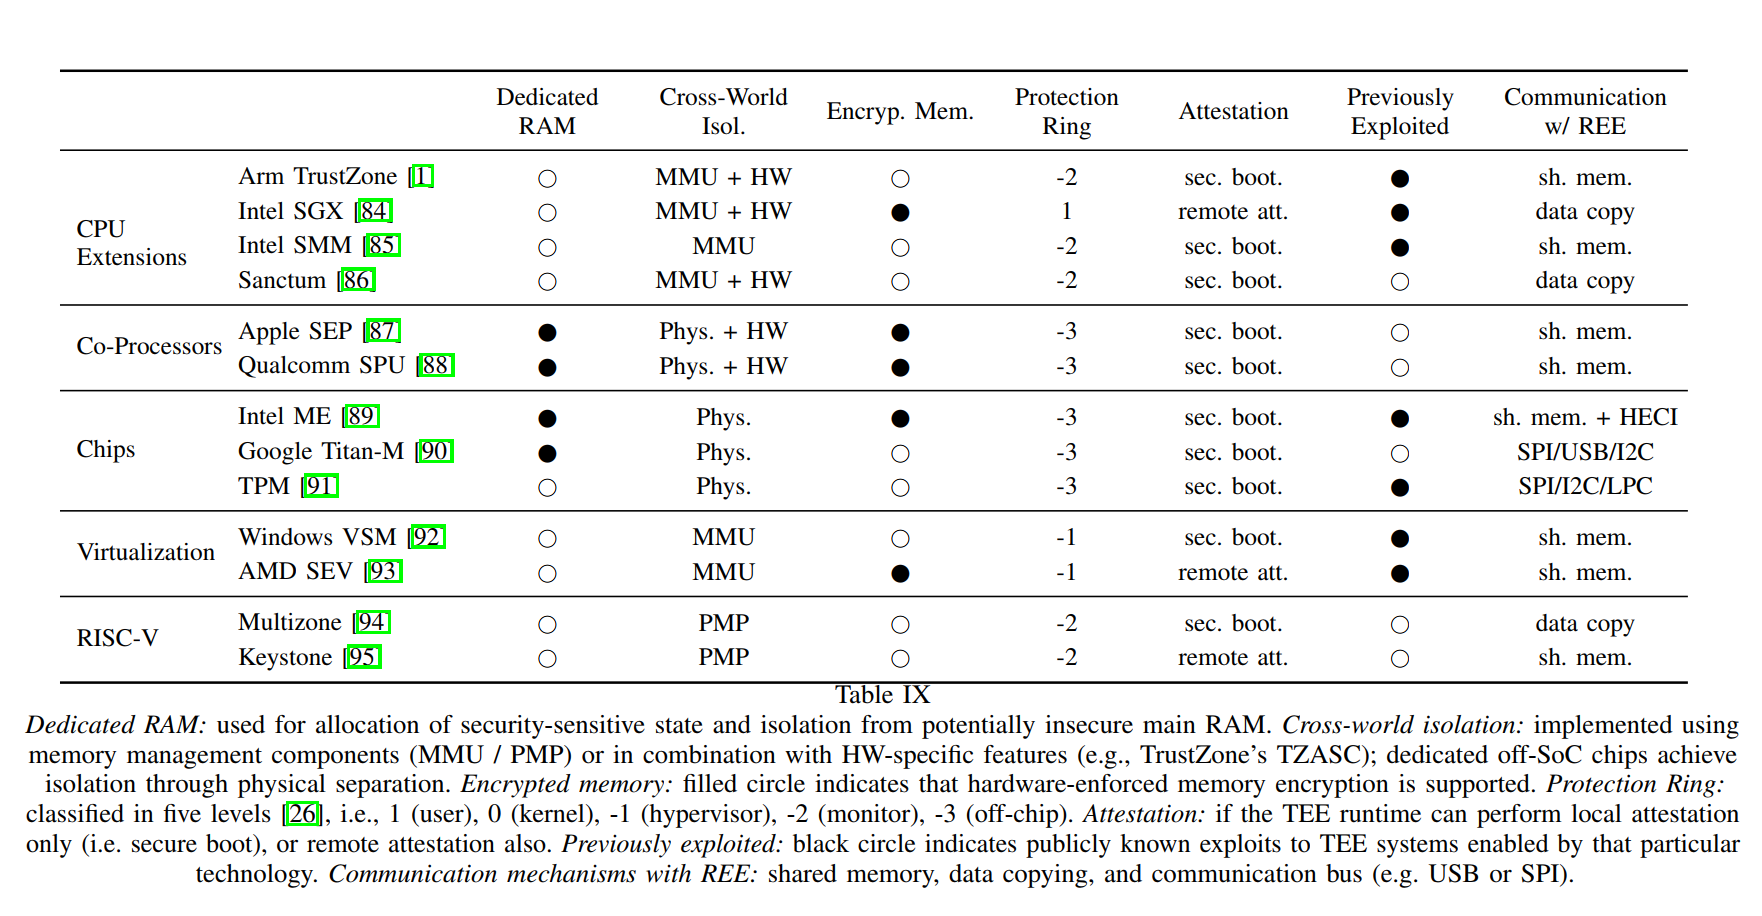 Dedicated RAM Cross-World Isol. Encryp. Mem. Protection Ring Attestation Previously Exploited Communication w/ REE
CPU Extensions
Arm TrustZone [1] ○ MMU + HW ○ -2 sec. boot. ● sh. mem.
Intel SGX [84] ○ MMU + HW ● 1 remote att. ● data copy
Intel SMM [85] ○ MMU ○ -2 sec. boot. ● sh. mem.
Sanctum [86] ○ MMU + HW ○ -2 sec. boot. ○ data copy
Co-Processors
Apple SEP [87] ● Phys. + HW ● -3 sec. boot. ○ sh. mem.
Qualcomm SPU [88] ● Phys. + HW ● -3 sec. boot. ○ sh. mem.
Chips
Intel ME [89] ● Phys. ● -3 sec. boot. ● sh. mem. + HECI
Google Titan-M [90] ● Phys. ○ -3 sec. boot. ○ SPI/USB/I2C
TPM [91] ○ Phys. ○ -3 sec. boot. ● SPI/I2C/LPC
Virtualization
Windows VSM [92] ○ MMU ○ -1 sec. boot. ● sh. mem.
AMD SEV [93] ○ MMU ● -1 remote att. ● sh. mem.
RISC-V
Multizone [94] ○ PMP ○ -2 sec. boot. ○ data copy
Keystone [95] ○ PMP ○ -2 remote att. ○ sh. mem.
Table IX
Dedicated RAM: used for allocation of security-sensitive state and isolation from potentially insecure main RAM. Cross-world isolation: implemented using
memory management components (MMU / PMP) or in combination with HW-specific features (e.g., TrustZone's TZASC); dedicated off-SoC chips achieve
isolation through physical separation. Encrypted memory: filled circle indicates that hardware-enforced memory encryption is supported. Protection Ring:
classified in five levels [26], i.e., 1 (user), 0 (kernel), -1 (hypervisor), -2 (monitor), -3 (off-chip). Attestation: if the TEE runtime can perform local attestation
only (i.e. secure boot), or remote attestation also. Previously exploited: black circle indicates publicly known exploits to TEE systems enabled by that particular
technology. Communication mechanisms with REE: shared memory, data copying, and communication bus (e.g. USB or SPI).